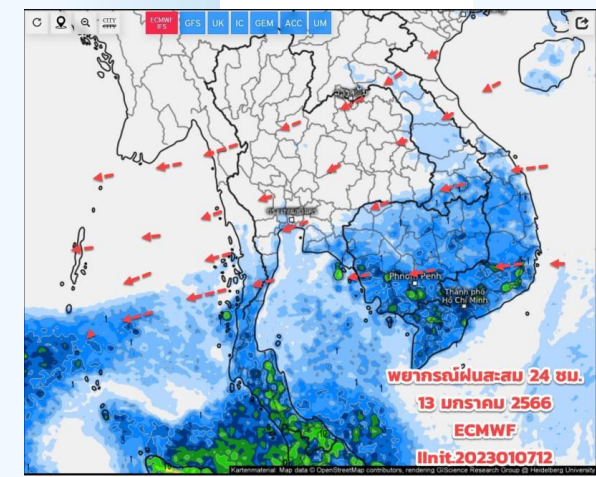 CITY
CITY
ECMWF
IFS
GFS
UK
IC
GEM
ACC
UM
Phnom Penh
Thành phố
Hồ Chí Minh
พยากรณ์ฝนสะสม 24 ชม.
13 มกราคม 2566
ECMWF
IInit.2023010712
Kartenmaterial: Map data © OpenStreetMap contributors, rendering GIScience Research Group @ Heidelberg University